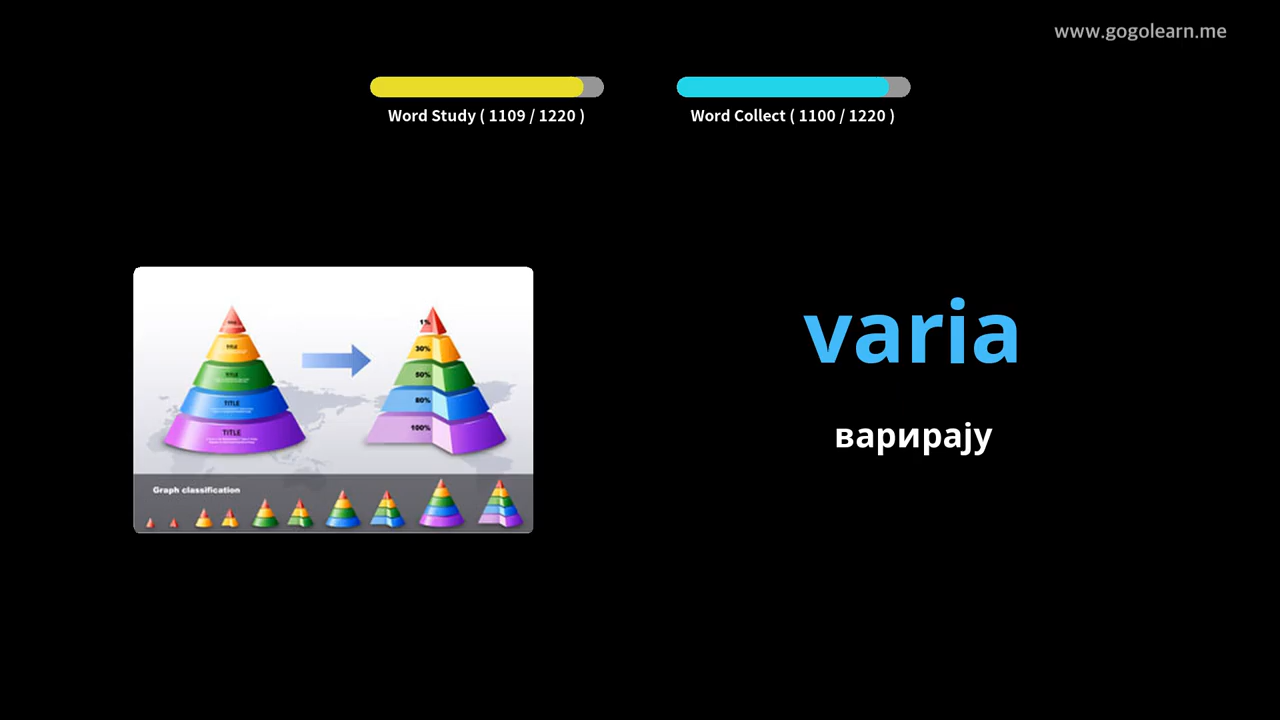 www.gogolearn.me
Word Study ( 1109 / 1220 )
Word Collect ( 1100 / 1220 )
varia
варирају
1%
TITLE
30%
TITLE
50%
TITLE
80%
TITLE
100%
Graph classification